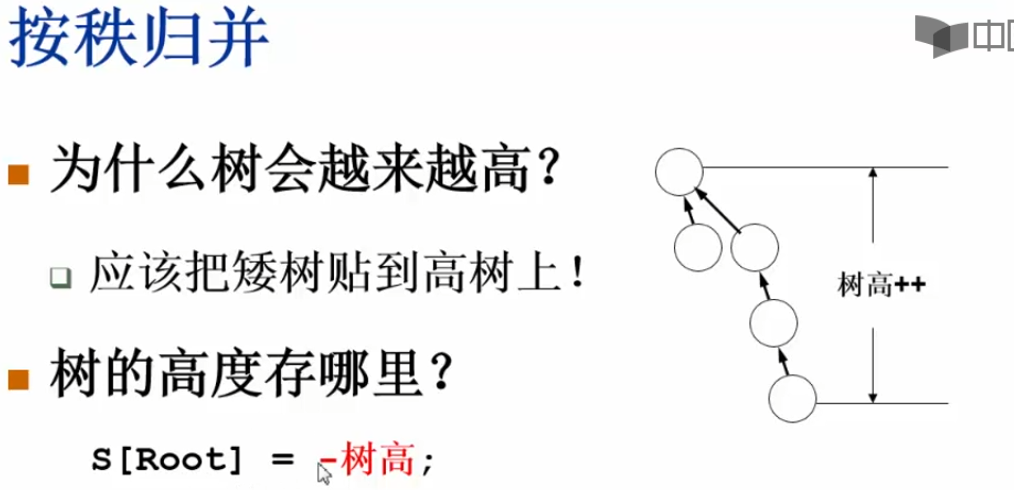 按秩归并
中
为什么树会越来越高？
应该把矮树贴到高树上！
树高++
树的高度存哪里？
S[Root] = -树高;